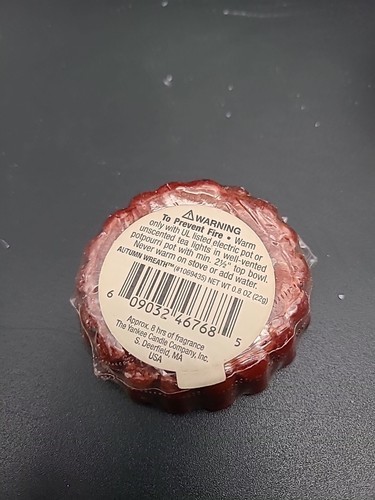 ⚠WARNING
To Prevent Fire • Warm
only with UL listed electric pot or
unscented tea lights in well-vented
potpourri pot with min. 2½" top bowl.
Never warm on stove or add water.
AUTUMN WREATH™ (#1069435) NET WT 0.8 OZ (22g)
6 09032 46768 5
Approx. 8 hrs of fragrance
The Yankee Candle Company, Inc.
S. Deerfield, MA
USA